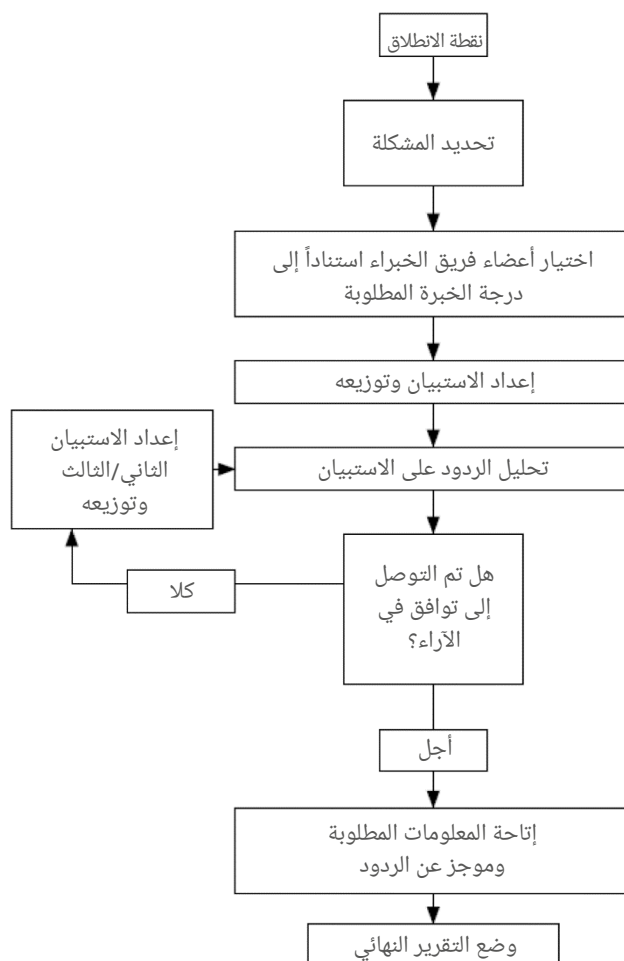 نقطة الانطلاق
تحديد المشكلة
اختيار أعضاء فريق الخبراء استناداً إلى
درجة الخبرة المطلوبة
إعداد الاستبيان وتوزيعه
تحليل الردود على الاستبيان
إعداد الاستبيان
الثاني/الثالث
وتوزيعه
هل تم التوصل
إلى توافق في
الآراء؟
كلا
أجل
إتاحة المعلومات المطلوبة
وموجز عن الردود
وضع التقرير النهائي